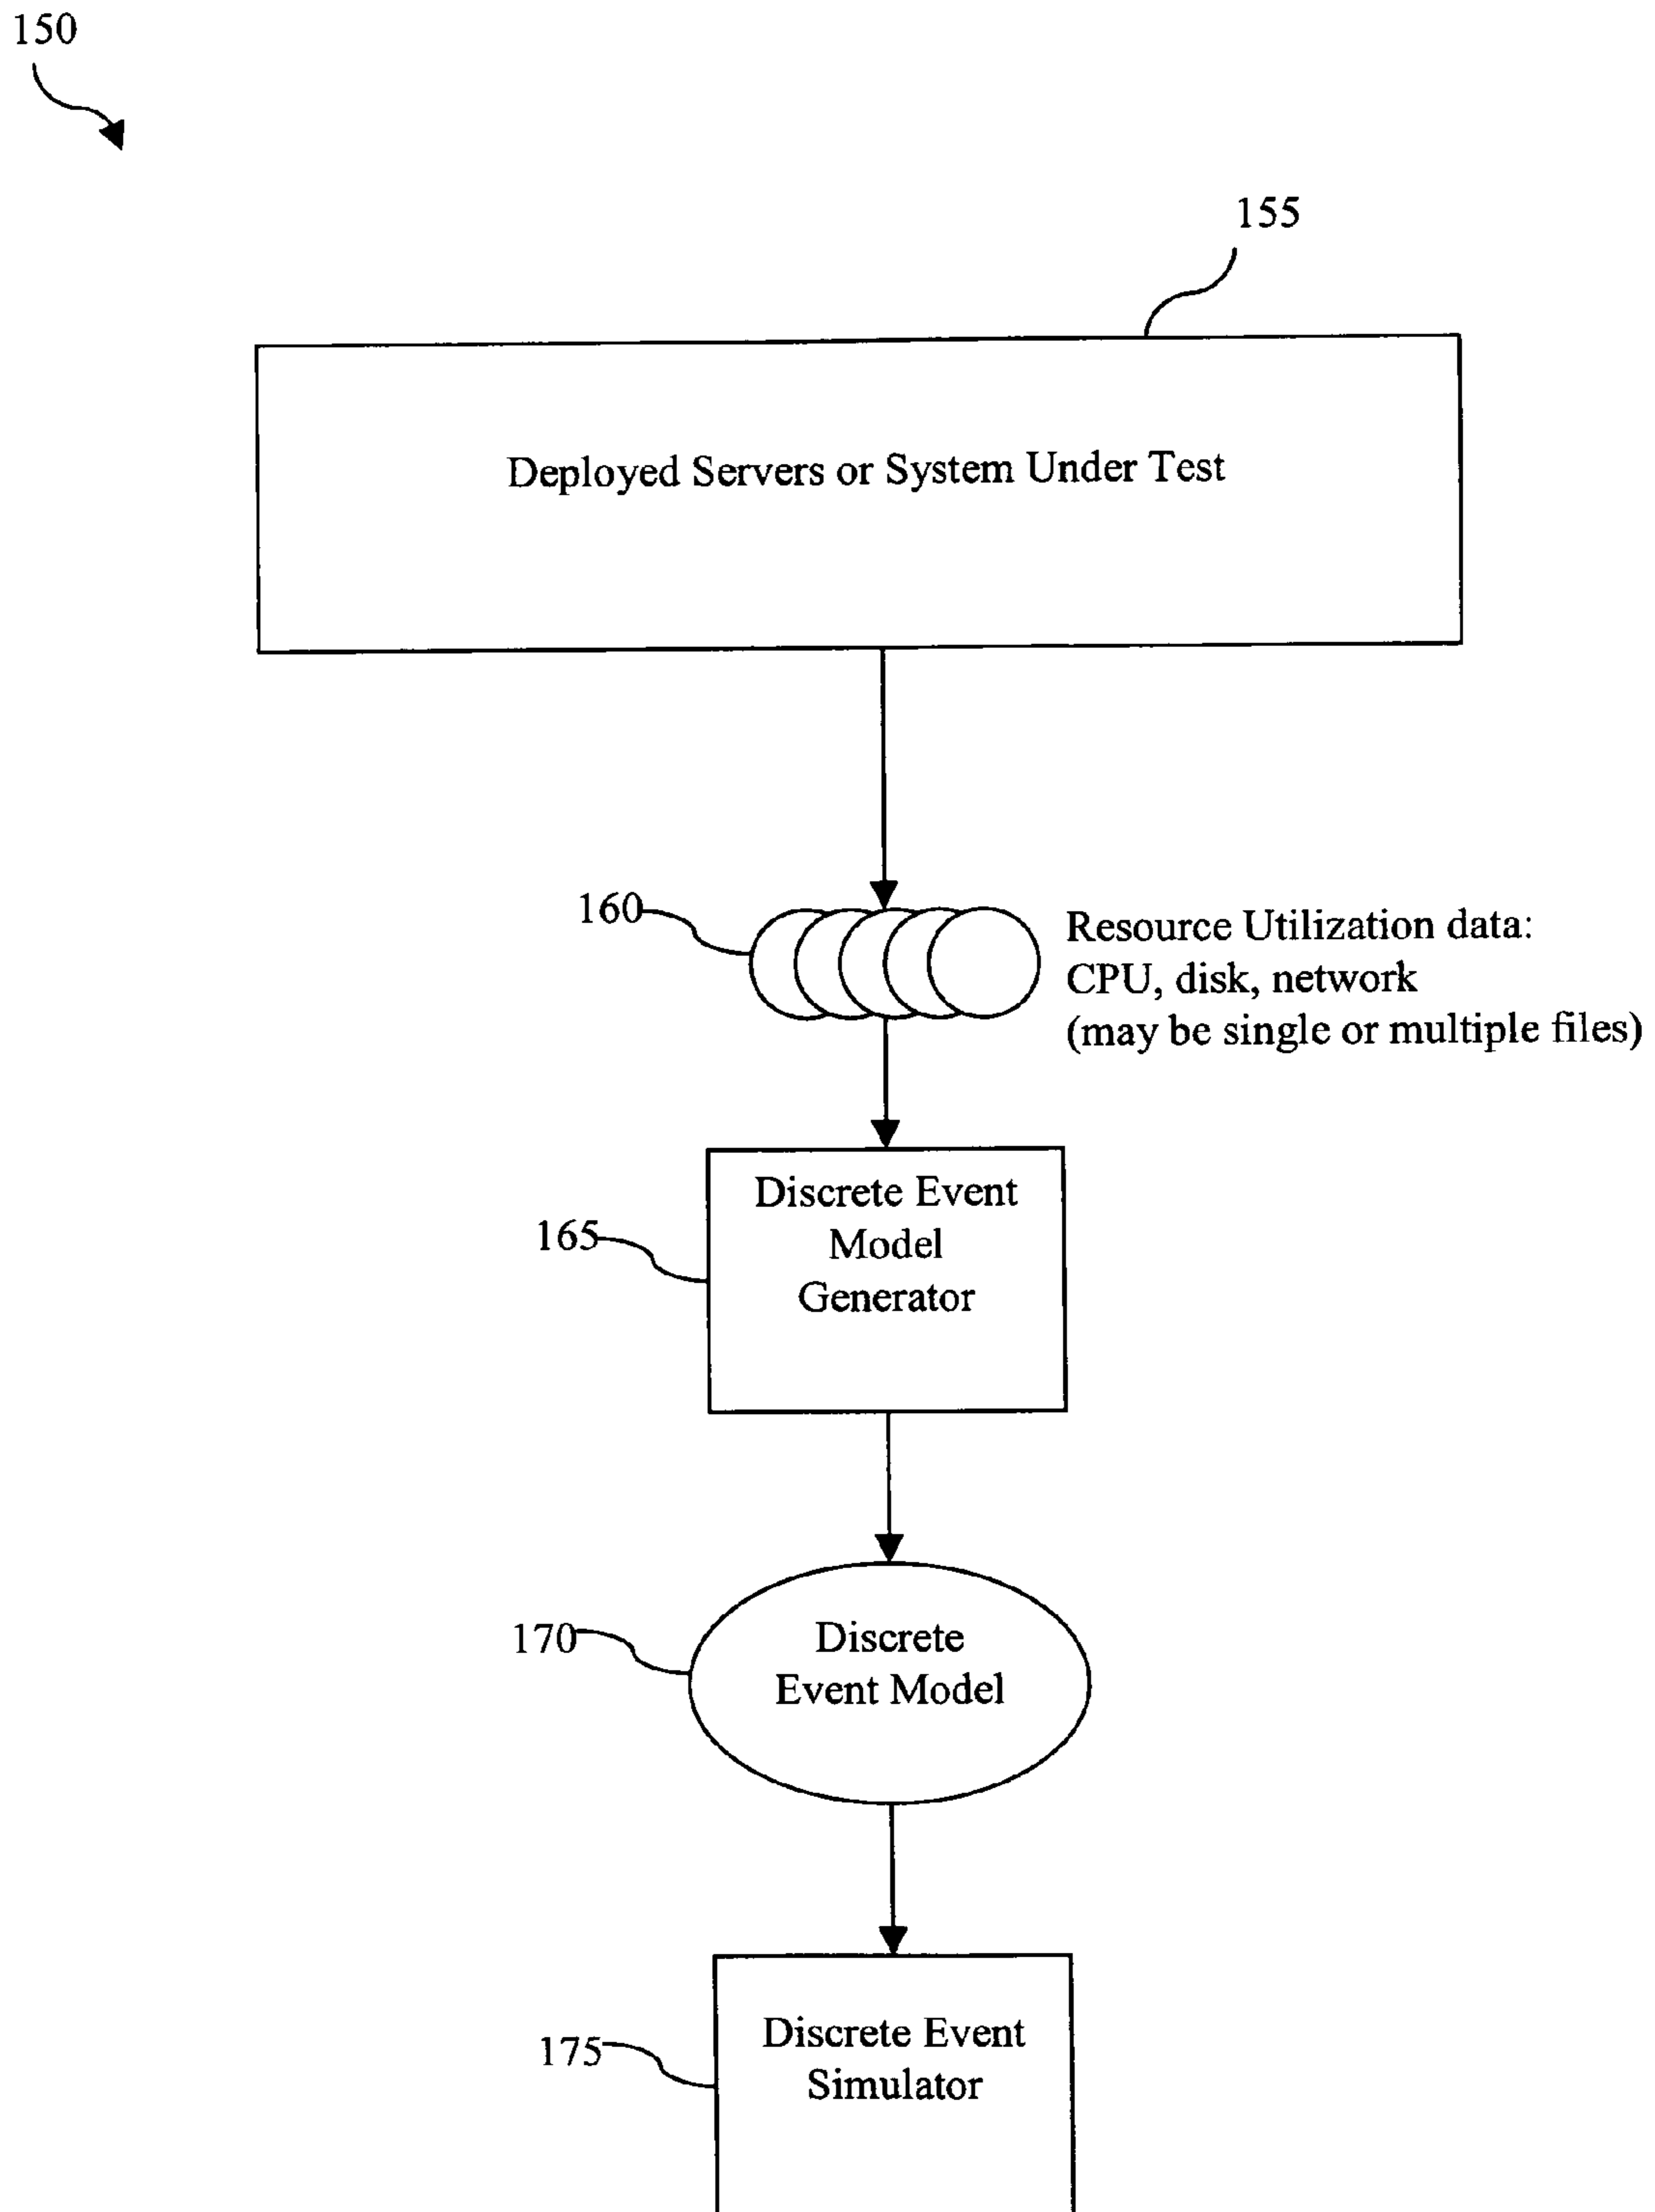 150
155
Deployed Servers or System Under Test
160
Resource Utilization data:
CPU, disk, network
(may be single or multiple files)
165
Discrete Event
Model
Generator
170
Discrete
Event Model
175
Discrete Event
Simulator